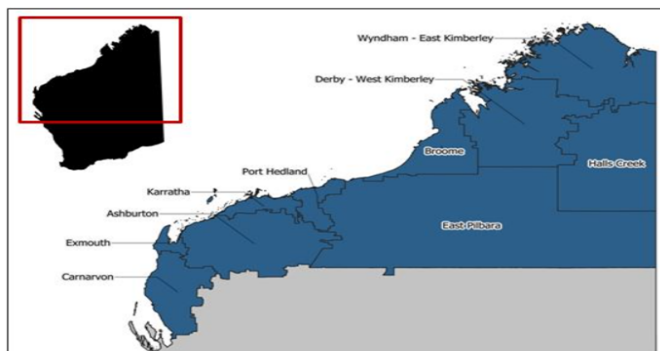 Wyndham - East Kimberley
Derby - West Kimberley
Broome
Halls Creek
Port Hedland
Karratha
Ashburton
East Pilbara
Exmouth
Carnarvon